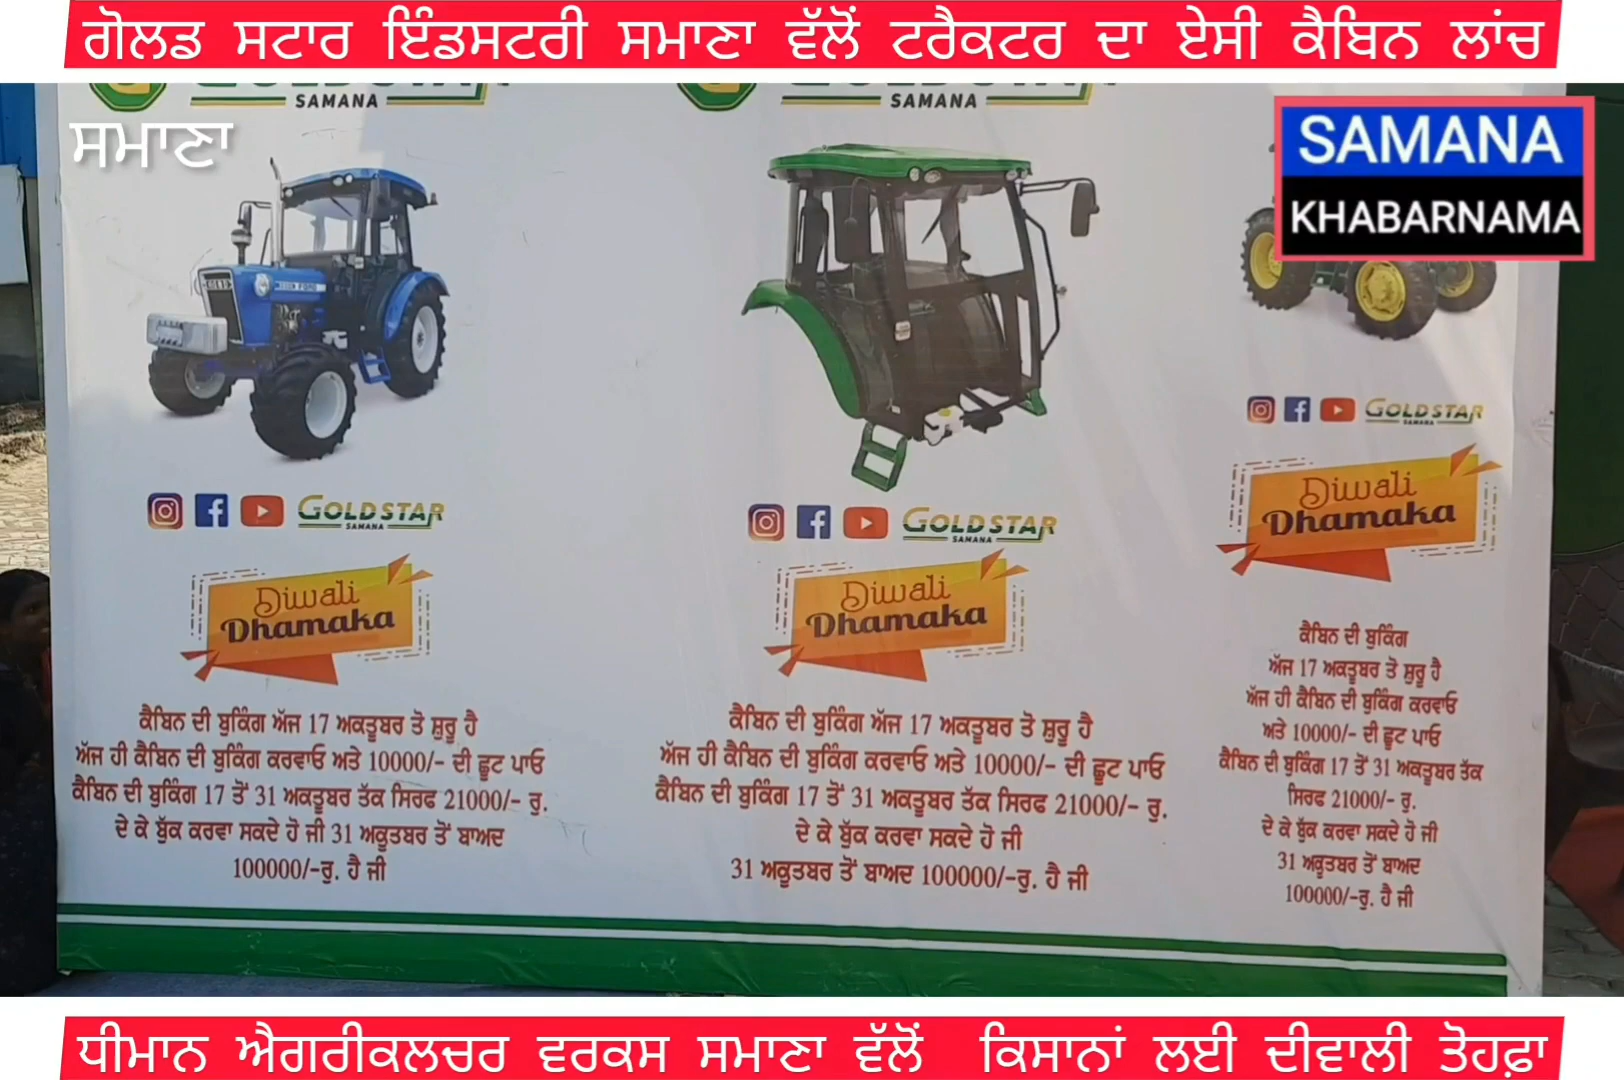 ਗੋਲਡ ਸਟਾਰ ਇੰਡਸਟਰੀ ਸਮਾਣਾ ਵੱਲੋਂ ਟਰੈਕਟਰ ਦਾ ਏਸੀ ਕੈਬਿਨ ਲਾਂਚ
SAMANA
SAMANA
ਸਮਾਣਾ
SAMANA
KHABARNAMA
FORD
GOLDSTAR
SAMANA
Diwali
Dhamaka
ਕੈਬਿਨ ਦੀ ਬੁਕਿੰਗ ਅੱਜ 17 ਅਕਤੂਬਰ ਤੋ ਸ਼ੁਰੂ ਹੈ
ਅੱਜ ਹੀ ਕੈਬਿਨ ਦੀ ਬੁਕਿੰਗ ਕਰਵਾਓ ਅਤੇ 10000/- ਦੀ ਛੂਟ ਪਾਓ
ਕੈਬਿਨ ਦੀ ਬੁਕਿੰਗ 17 ਤੋਂ 31 ਅਕਤੂਬਰ ਤੱਕ ਸਿਰਫ 21000/- ਰੁ.
ਦੇ ਕੇ ਬੁੱਕ ਕਰਵਾ ਸਕਦੇ ਹੋ ਜੀ 31 ਅਕੂਤਬਰ ਤੋਂ ਬਾਅਦ
100000/-ਰੁ. ਹੈ ਜੀ
GOLDSTAR
SAMANA
Diwali
Dhamaka
ਕੈਬਿਨ ਦੀ ਬੁਕਿੰਗ ਅੱਜ 17 ਅਕਤੂਬਰ ਤੋ ਸ਼ੁਰੂ ਹੈ
ਅੱਜ ਹੀ ਕੈਬਿਨ ਦੀ ਬੁਕਿੰਗ ਕਰਵਾਓ ਅਤੇ 10000/- ਦੀ ਛੂਟ ਪਾਓ
ਕੈਬਿਨ ਦੀ ਬੁਕਿੰਗ 17 ਤੋਂ 31 ਅਕਤੂਬਰ ਤੱਕ ਸਿਰਫ 21000/- ਰੁ.
ਦੇ ਕੇ ਬੁੱਕ ਕਰਵਾ ਸਕਦੇ ਹੋ ਜੀ
31 ਅਕੂਤਬਰ ਤੋਂ ਬਾਅਦ 100000/-ਰੁ. ਹੈ ਜੀ
GOLDSTAR
SAMANA
Diwali
Dhamaka
ਕੈਬਿਨ ਦੀ ਬੁਕਿੰਗ
ਅੱਜ 17 ਅਕਤੂਬਰ ਤੋ ਸ਼ੁਰੂ ਹੈ
ਅੱਜ ਹੀ ਕੈਬਿਨ ਦੀ ਬੁਕਿੰਗ ਕਰਵਾਓ
ਅਤੇ 10000/- ਦੀ ਛੂਟ ਪਾਓ
ਕੈਬਿਨ ਦੀ ਬੁਕਿੰਗ 17 ਤੋਂ 31 ਅਕਤੂਬਰ ਤੱਕ
ਸਿਰਫ 21000/- ਰੁ.
ਦੇ ਕੇ ਬੁੱਕ ਕਰਵਾ ਸਕਦੇ ਹੋ ਜੀ
31 ਅਕੂਤਬਰ ਤੋਂ ਬਾਅਦ
100000/-ਰੁ. ਹੈ ਜੀ
ਧੀਮਾਨ ਐਗਰੀਕਲਚਰ ਵਰਕਸ ਸਮਾਣਾ ਵੱਲੋਂ ਕਿਸਾਨਾਂ ਲਈ ਦੀਵਾਲੀ ਤੋਹਫ਼ਾ